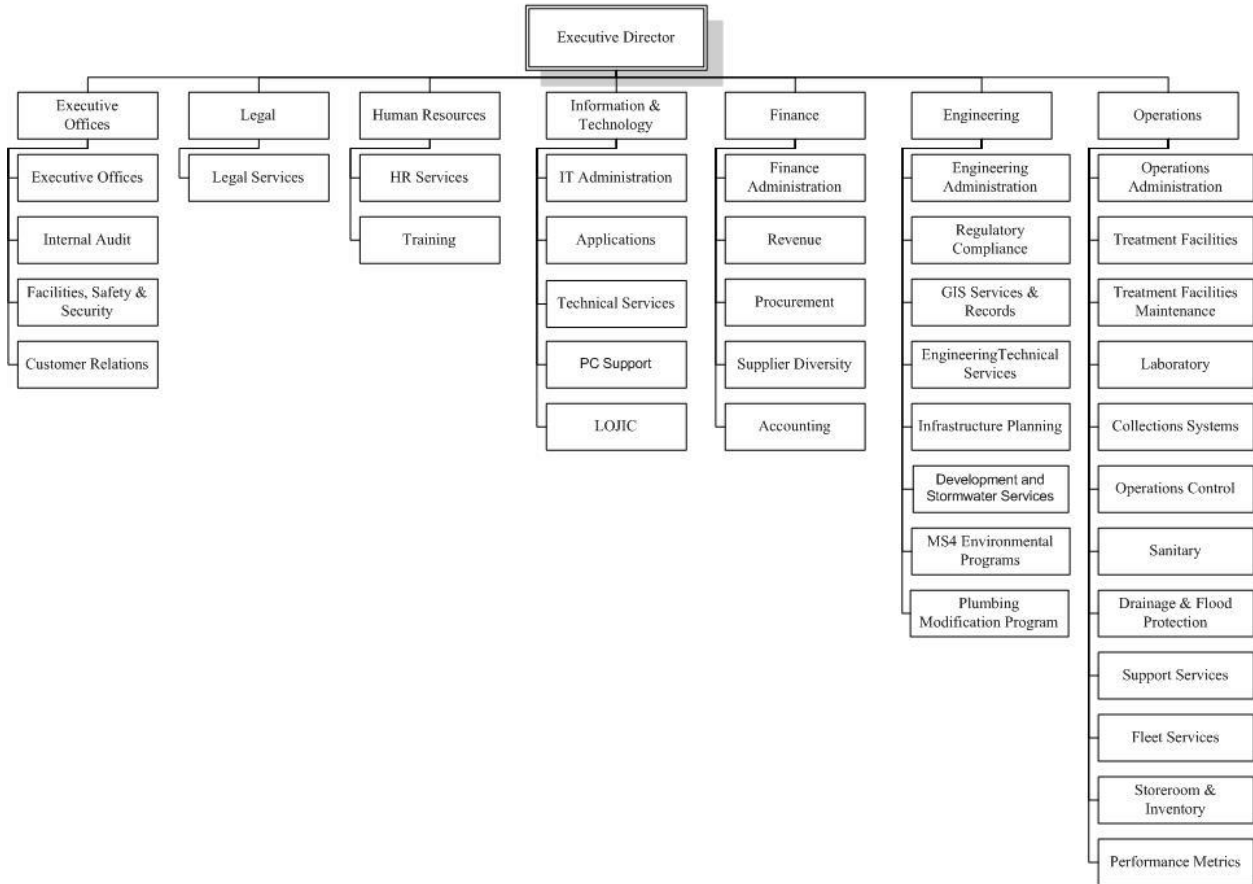 Executive Director
Executive
Offices
Legal
Human Resources
Information &
Technology
Finance
Engineering
Operations
Executive Offices
Internal Audit
Facilities, Safety &
Security
Customer Relations
Legal Services
HR Services
Training
IT Administration
Applications
Technical Services
PC Support
LOJIC
Finance
Administration
Revenue
Procurement
Supplier Diversity
Accounting
Engineering
Administration
Regulatory
Compliance
GIS Services &
Records
EngineeringTechnical
Services
Infrastructure Planning
Development and
Stormwater Services
MS4 Environmental
Programs
Plumbing
Modification Program
Operations
Administration
Treatment Facilities
Treatment Facilities
Maintenance
Laboratory
Collections Systems
Operations Control
Sanitary
Drainage & Flood
Protection
Support Services
Fleet Services
Storeroom &
Inventory
Performance Metrics